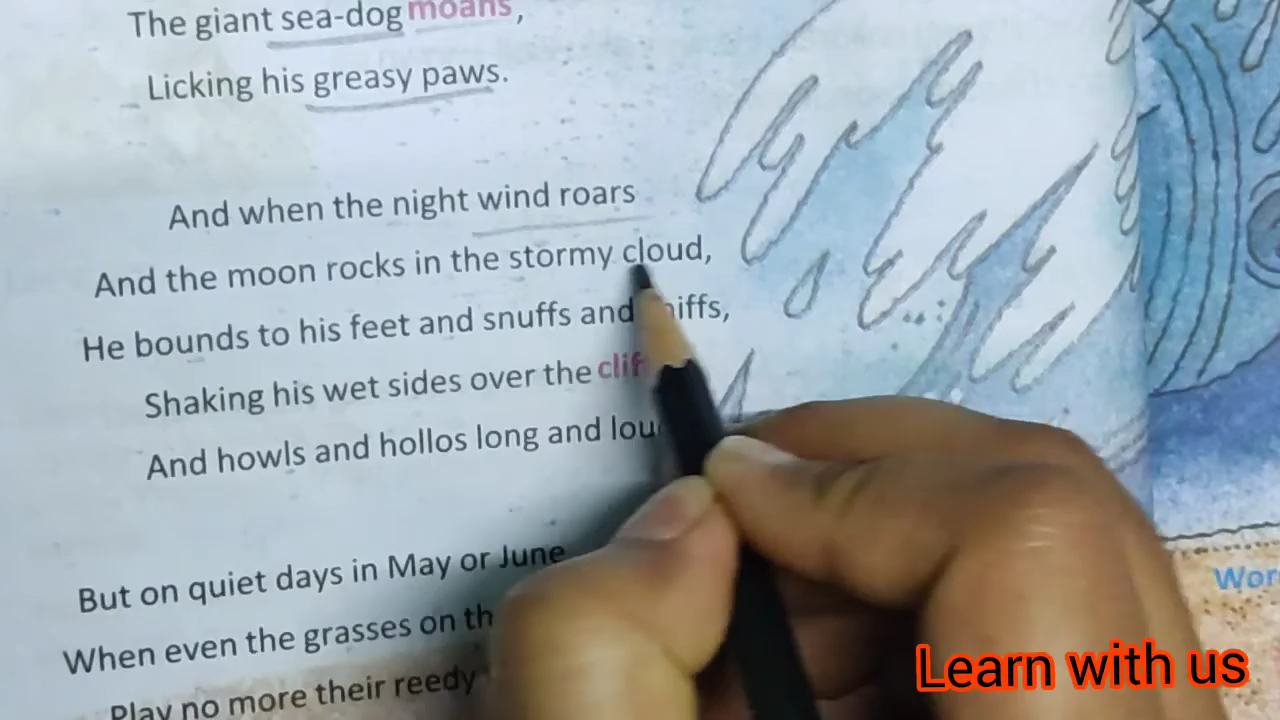 The giant sea-dog moans,
Licking his greasy paws.
And when the night wind roars
And the moon rocks in the stormy cloud,
He bounds to his feet and snuffs and
Shaking his wet sides over the
And howls and hollos long and
But on quiet days in May or June
When even the grasses on
Play no more their reedy
Learn with us